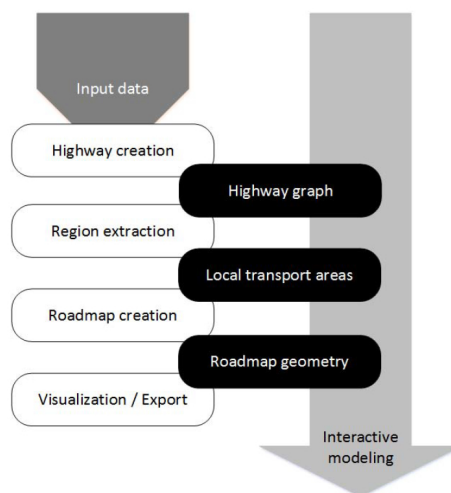 Input data
Highway creation
Highway graph
Region extraction
Local transport areas
Roadmap creation
Roadmap geometry
Visualization / Export
Interactive
modeling